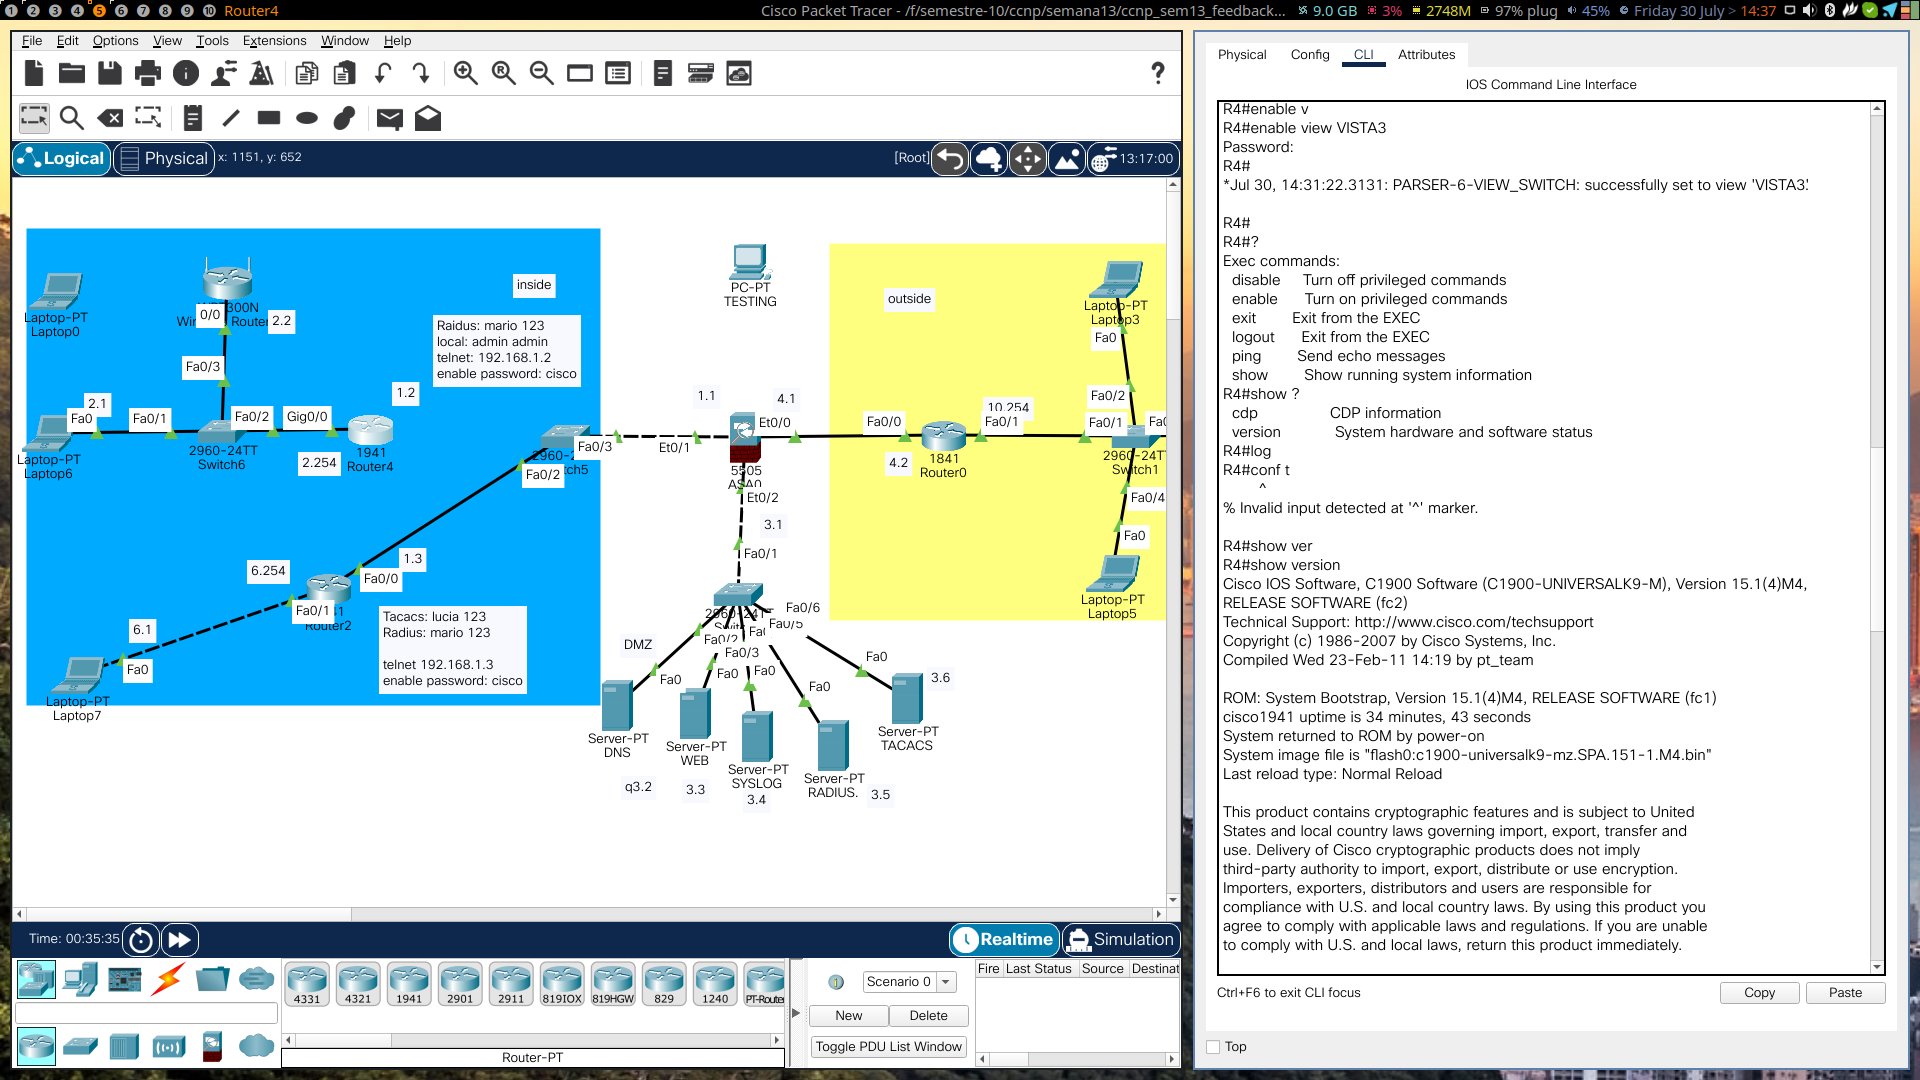 1 2 3 4 5 6 7 8 9 10 Router4
Cisco Packet Tracer - /f/semestre-10/ccnp/semana13/ccnp_sem13_feedback...
9.0 GB 3% 2748M 97% plug 45% Friday 30 July > 14:37
File Edit Options View Tools Extensions Window Help
?
Logical Physical x: 1151, y: 652
[Root] 13:17:00
inside
Raidus: mario 123
local: admin admin
telnet: 192.168.1.2
enable password: cisco
Laptop-PT
Laptop0
300N
Router
0/0
2.2
Fa0/3
1.2
2.1
Fa0
Fa0/1
Fa0/2
Gig0/0
Laptop-PT
Laptop6
2960-24TT
Switch6
2.254
1941
Router4
Fa0/3
Fa0/2
6.254
1.3
Fa0/0
Fa0/1
Router2
6.1
Fa0
Laptop-PT
Laptop7
Tacacs: lucia 123
Radius: mario 123
telnet 192.168.1.3
enable password: cisco
PC-PT
TESTING
1.1
4.1
Et0/0
Et0/1
5505
ASA0
Et0/2
3.1
Fa0/1
Fa0/6
Fa0/5
Fa0/2
Fa0/3
DMZ
Fa0
Fa0
Fa0
Fa0
Fa0
3.6
Server-PT
DNS
q3.2
Server-PT
WEB
3.3
Server-PT
SYSLOG
3.4
Server-PT
RADIUS.
3.5
Server-PT
TACACS
outside
Laptop-PT
Laptop3
Fa0
Fa0/2
10.254
Fa0/0
Fa0/1
Fa0/1
4.2
1841
Router0
2960-24T
Switch1
Fa0/4
Fa0
Laptop-PT
Laptop5
Time: 00:35:35
Realtime Simulation
4331 4321 1941 2901 2911 819IOX 819HGW 829 1240 PT-Router
Router-PT
Scenario 0
New Delete
Toggle PDU List Window
Fire Last Status Source Destinat
Physical Config CLI Attributes
IOS Command Line Interface
R4#enable v
R4#enable view VISTA3
Password:
R4#
*Jul 30, 14:31:22.3131: PARSER-6-VIEW_SWITCH: successfully set to view 'VISTA3'.
R4#
R4#?
Exec commands:
disable Turn off privileged commands
enable Turn on privileged commands
exit Exit from the EXEC
logout Exit from the EXEC
ping Send echo messages
show Show running system information
R4#show ?
cdp CDP information
version System hardware and software status
R4#log
R4#conf t
^
% Invalid input detected at '^' marker.
R4#show ver
R4#show version
Cisco IOS Software, C1900 Software (C1900-UNIVERSALK9-M), Version 15.1(4)M4,
RELEASE SOFTWARE (fc2)
Technical Support: http://www.cisco.com/techsupport
Copyright (c) 1986-2007 by Cisco Systems, Inc.
Compiled Wed 23-Feb-11 14:19 by pt_team
ROM: System Bootstrap, Version 15.1(4)M4, RELEASE SOFTWARE (fc1)
cisco1941 uptime is 34 minutes, 43 seconds
System returned to ROM by power-on
System image file is "flash0:c1900-universalk9-mz.SPA.151-1.M4.bin"
Last reload type: Normal Reload
This product contains cryptographic features and is subject to United
States and local country laws governing import, export, transfer and
use. Delivery of Cisco cryptographic products does not imply
third-party authority to import, export, distribute or use encryption.
Importers, exporters, distributors and users are responsible for
compliance with U.S. and local country laws. By using this product you
agree to comply with applicable laws and regulations. If you are unable
to comply with U.S. and local laws, return this product immediately.
Ctrl+F6 to exit CLI focus
Copy Paste
Top